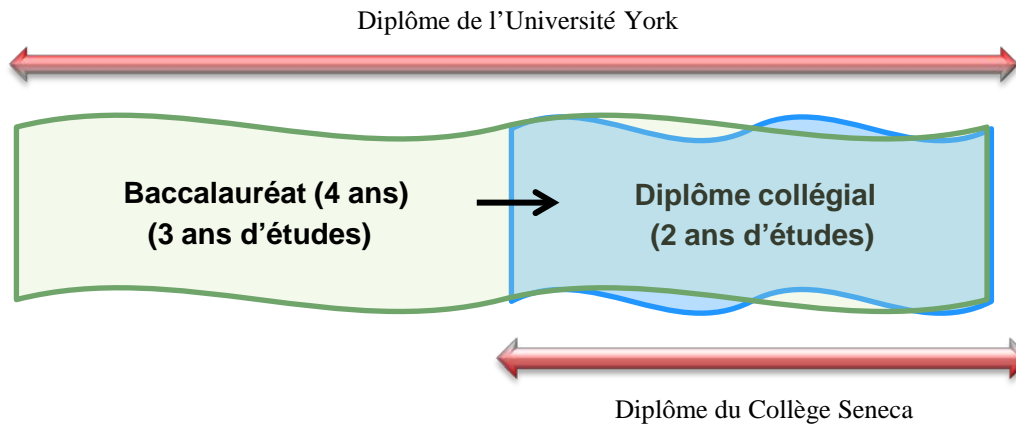 Diplôme de l’Université York
Baccalauréat (4 ans)
(3 ans d’études)
Diplôme collégial
(2 ans d’études)
Diplôme du Collège Seneca